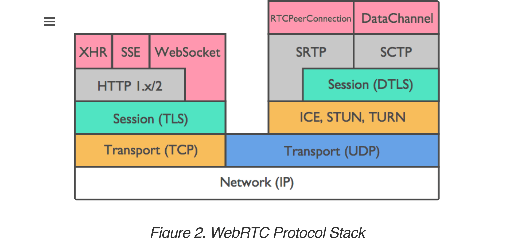 RTCPeerConnection DataChannel
XHR SSE WebSocket SRTP SCTP
HTTP 1.x/2 Session (DTLS)
Session (TLS) ICE, STUN, TURN
Transport (TCP) Transport (UDP)
Network (IP)
Figure 2. WebRTC Protocol Stack